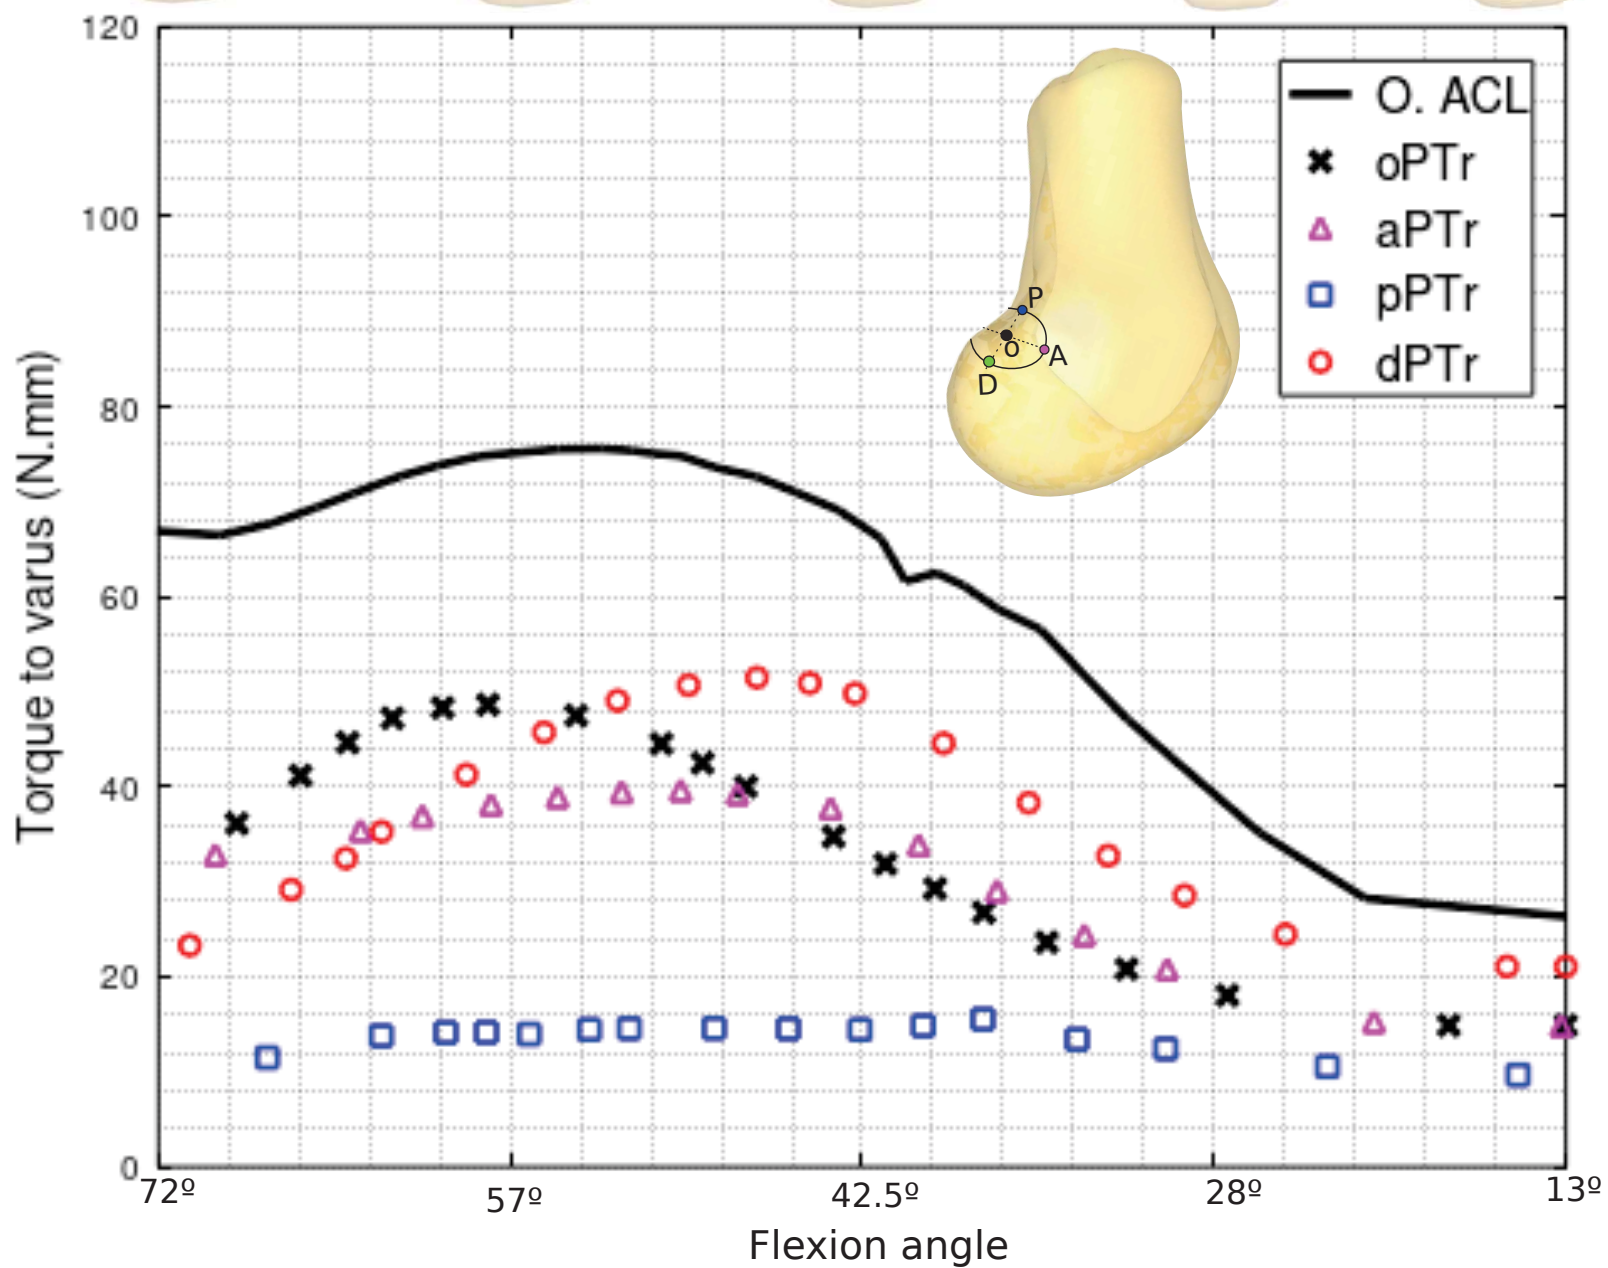 120
100
80
60
40
20
0
Torque to varus (N.mm)
72º
57º
42.5º
28º
13º
Flexion angle
O. ACL
oPTr
aPTr
pPTr
dPTr
P
o
A
D